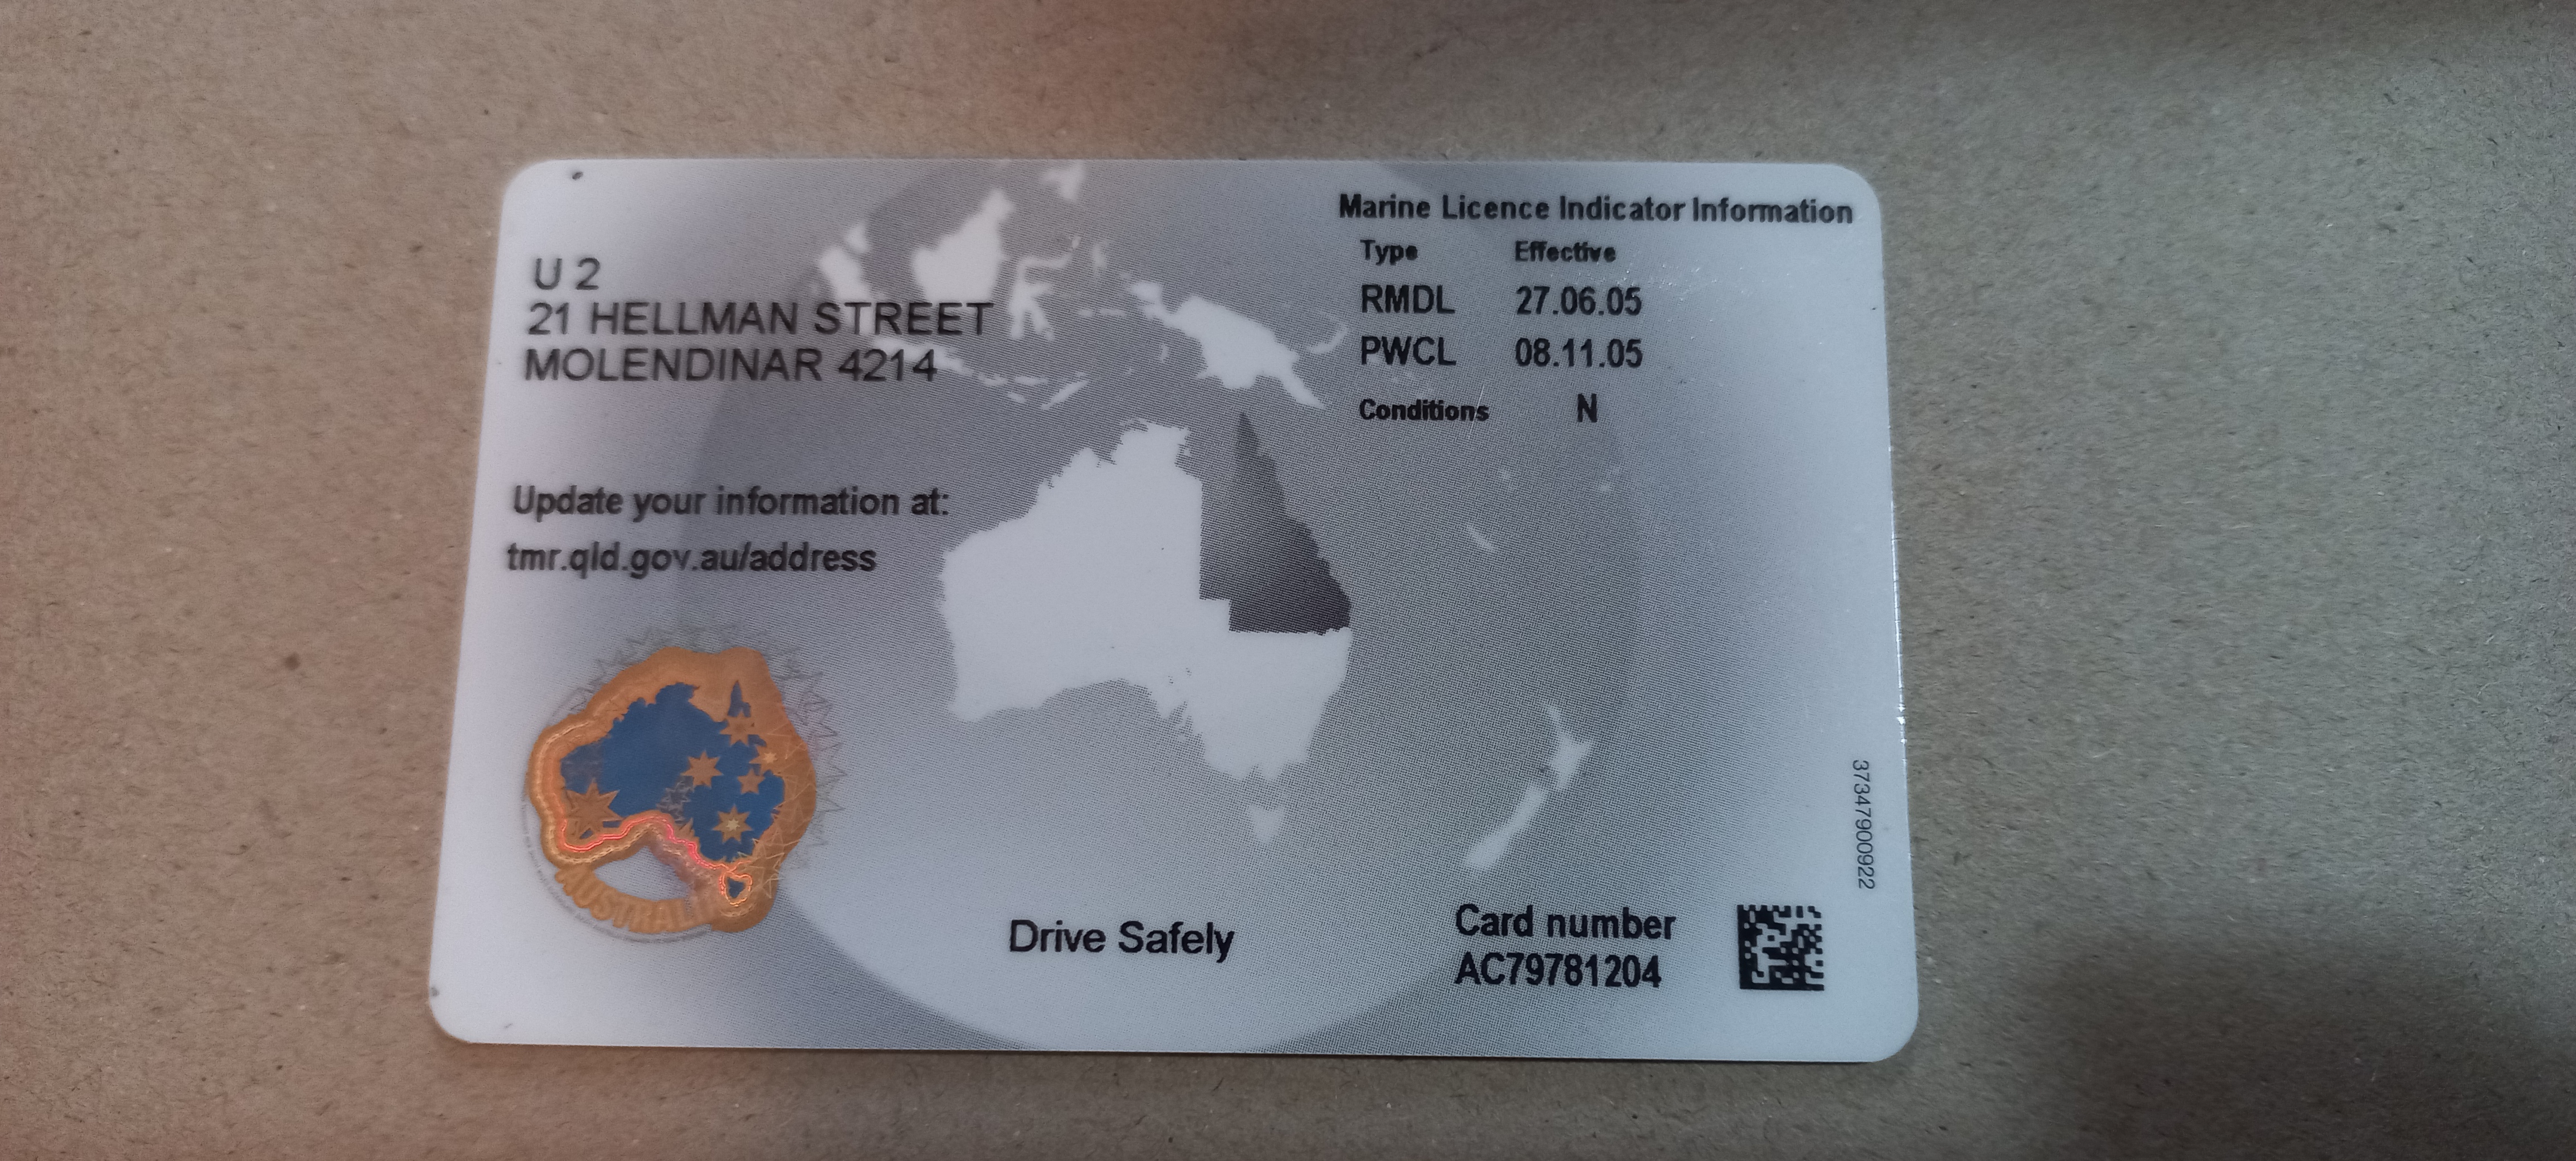 U 2
21 HELLMAN STREET
MOLENDINAR 4214
Update your information at:
tmr.qld.gov.au/address
AUSTRALIA
Marine Licence Indicator Information
Type Effective
RMDL 27.06.05
PWCL 08.11.05
Conditions N
37347900922
Drive Safely
Card number
AC79781204